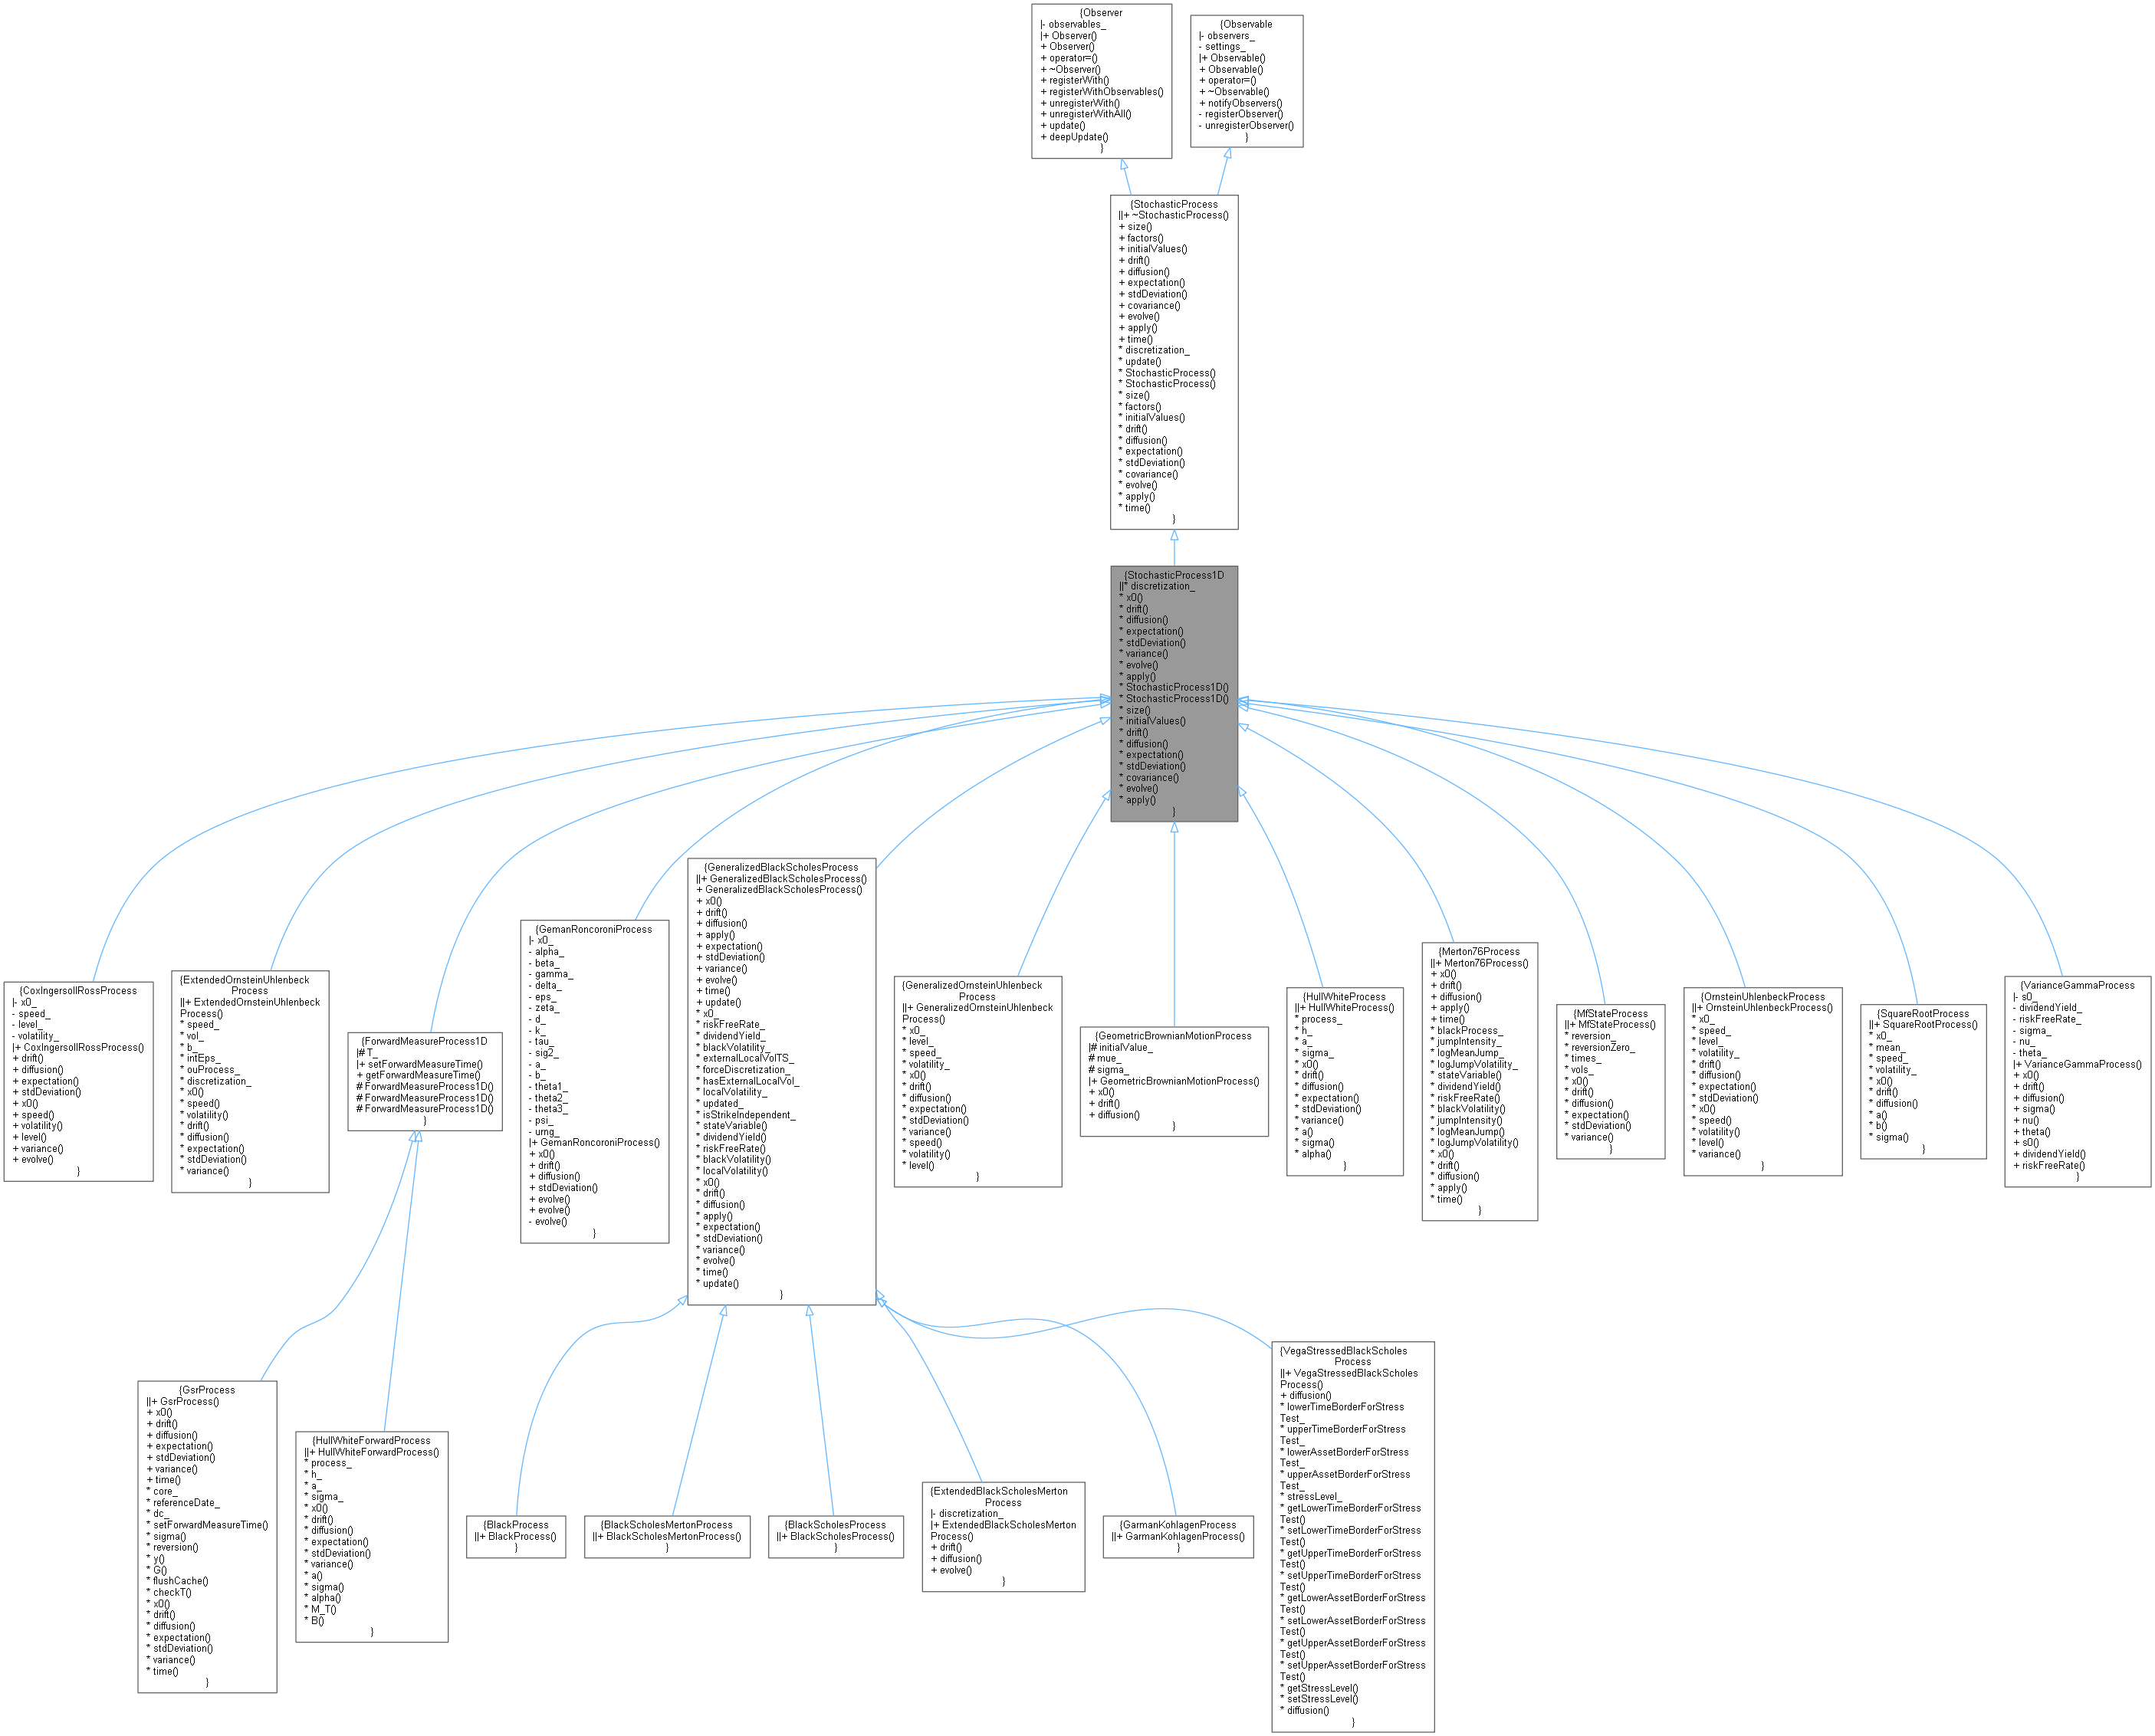 {Observer
|- observables_
|+ Observer()
+ Observer()
+ operator=()
+ ~Observer()
+ registerWith()
+ registerWithObservables()
+ unregisterWith()
+ unregisterWithAll()
+ update()
+ deepUpdate()
}
{Observable
|- observers_
- settings_
|+ Observable()
+ Observable()
+ operator=()
+ ~Observable()
+ notifyObservers()
- registerObserver()
- unregisterObserver()
}
{StochasticProcess
||+ ~StochasticProcess()
+ size()
+ factors()
+ initialValues()
+ drift()
+ diffusion()
+ expectation()
+ stdDeviation()
+ covariance()
+ evolve()
+ apply()
+ time()
* discretization_
* update()
* StochasticProcess()
* StochasticProcess()
* size()
* factors()
* initialValues()
* drift()
* diffusion()
* expectation()
* stdDeviation()
* covariance()
* evolve()
* apply()
* time()
}
{StochasticProcess1D
||* discretization_
* x0()
* drift()
* diffusion()
* expectation()
* stdDeviation()
* variance()
* evolve()
* apply()
* StochasticProcess1D()
* StochasticProcess1D()
* size()
* initialValues()
* drift()
* diffusion()
* expectation()
* stdDeviation()
* covariance()
* evolve()
* apply()
}
{CoxIngersollRossProcess
|- x0_
- speed_
- level_
- volatility_
|+ CoxIngersollRossProcess()
+ drift()
+ diffusion()
+ expectation()
+ stdDeviation()
+ x0()
+ speed()
+ volatility()
+ level()
+ variance()
+ evolve()
}
{ExtendedOrnsteinUhlenbeck
Process
||+ ExtendedOrnsteinUhlenbeck
Process()
* speed_
* vol_
* b_
* intEps_
* ouProcess_
* discretization_
* x0()
* speed()
* volatility()
* drift()
* diffusion()
* expectation()
* stdDeviation()
* variance()
}
{ForwardMeasureProcess1D
|# T_
|+ setForwardMeasureTime()
+ getForwardMeasureTime()
# ForwardMeasureProcess1D()
# ForwardMeasureProcess1D()
# ForwardMeasureProcess1D()
}
{GemanRoncoroniProcess
|- x0_
- alpha_
- beta_
- gamma_
- delta_
- eps_
- zeta_
- d_
- k_
- tau_
- sig2_
- a_
- b_
- theta1_
- theta2_
- theta3_
- psi_
- urng_
|+ GemanRoncoroniProcess()
+ x0()
+ drift()
+ diffusion()
+ stdDeviation()
+ evolve()
+ evolve()
- evolve()
}
{GeneralizedBlackScholesProcess
||+ GeneralizedBlackScholesProcess()
+ GeneralizedBlackScholesProcess()
+ x0()
+ drift()
+ diffusion()
+ apply()
+ expectation()
+ stdDeviation()
+ variance()
+ evolve()
+ time()
+ update()
* x0_
* riskFreeRate_
* dividendYield_
* blackVolatility_
* externalLocalVolTS_
* forceDiscretization_
* hasExternalLocalVol_
* localVolatility_
* updated_
* isStrikeIndependent_
* stateVariable()
* dividendYield()
* riskFreeRate()
* blackVolatility()
* localVolatility()
* x0()
* drift()
* diffusion()
* apply()
* expectation()
* stdDeviation()
* variance()
* evolve()
* time()
* update()
}
{GeneralizedOrnsteinUhlenbeck
Process
||+ GeneralizedOrnsteinUhlenbeck
Process()
* x0_
* level_
* speed_
* volatility_
* x0()
* drift()
* diffusion()
* expectation()
* stdDeviation()
* variance()
* speed()
* volatility()
* level()
}
{GeometricBrownianMotionProcess
|# initialValue_
# mue_
# sigma_
|+ GeometricBrownianMotionProcess()
+ x0()
+ drift()
+ diffusion()
}
{HullWhiteProcess
||+ HullWhiteProcess()
* process_
* h_
* a_
* sigma_
* x0()
* drift()
* diffusion()
* expectation()
* stdDeviation()
* variance()
* a()
* sigma()
* alpha()
}
{Merton76Process
||+ Merton76Process()
+ x0()
+ drift()
+ diffusion()
+ apply()
+ time()
* blackProcess_
* jumpIntensity_
* logMeanJump_
* logJumpVolatility_
* stateVariable()
* dividendYield()
* riskFreeRate()
* blackVolatility()
* jumpIntensity()
* logMeanJump()
* logJumpVolatility()
* x0()
* drift()
* diffusion()
* apply()
* time()
}
{MfStateProcess
||+ MfStateProcess()
* reversion_
* reversionZero_
* times_
* vols_
* x0()
* drift()
* diffusion()
* expectation()
* stdDeviation()
* variance()
}
{OrnsteinUhlenbeckProcess
||+ OrnsteinUhlenbeckProcess()
* x0_
* speed_
* level_
* volatility_
* drift()
* diffusion()
* expectation()
* stdDeviation()
* x0()
* speed()
* volatility()
* level()
* variance()
}
{SquareRootProcess
||+ SquareRootProcess()
* x0_
* mean_
* speed_
* volatility_
* x0()
* drift()
* diffusion()
* a()
* b()
* sigma()
}
{VarianceGammaProcess
|- s0_
- dividendYield_
- riskFreeRate_
- sigma_
- nu_
- theta_
|+ VarianceGammaProcess()
+ x0()
+ drift()
+ diffusion()
+ sigma()
+ nu()
+ theta()
+ s0()
+ dividendYield()
+ riskFreeRate()
}
{GsrProcess
||+ GsrProcess()
+ x0()
+ drift()
+ diffusion()
+ expectation()
+ stdDeviation()
+ variance()
+ time()
* core_
* referenceDate_
* dc_
* setForwardMeasureTime()
* sigma()
* reversion()
* y()
* G()
* flushCache()
* checkT()
* x0()
* drift()
* diffusion()
* expectation()
* stdDeviation()
* variance()
* time()
}
{HullWhiteForwardProcess
||+ HullWhiteForwardProcess()
* process_
* h_
* a_
* sigma_
* x0()
* drift()
* diffusion()
* expectation()
* stdDeviation()
* variance()
* a()
* sigma()
* alpha()
* M_T()
* B()
}
{BlackProcess
||+ BlackProcess()
}
{BlackScholesMertonProcess
||+ BlackScholesMertonProcess()
}
{BlackScholesProcess
||+ BlackScholesProcess()
}
{ExtendedBlackScholesMerton
Process
|- discretization_
|+ ExtendedBlackScholesMerton
Process()
+ drift()
+ diffusion()
+ evolve()
}
{GarmanKohlagenProcess
||+ GarmanKohlagenProcess()
}
{VegaStressedBlackScholes
Process
||+ VegaStressedBlackScholes
Process()
+ diffusion()
* lowerTimeBorderForStress
Test_
* upperTimeBorderForStress
Test_
* lowerAssetBorderForStress
Test_
* upperAssetBorderForStress
Test_
* stressLevel_
* getLowerTimeBorderForStress
Test()
* setLowerTimeBorderForStress
Test()
* getUpperTimeBorderForStress
Test()
* setUpperTimeBorderForStress
Test()
* getLowerAssetBorderForStress
Test()
* setLowerAssetBorderForStress
Test()
* getUpperAssetBorderForStress
Test()
* setUpperAssetBorderForStress
Test()
* getStressLevel()
* setStressLevel()
* diffusion()
}